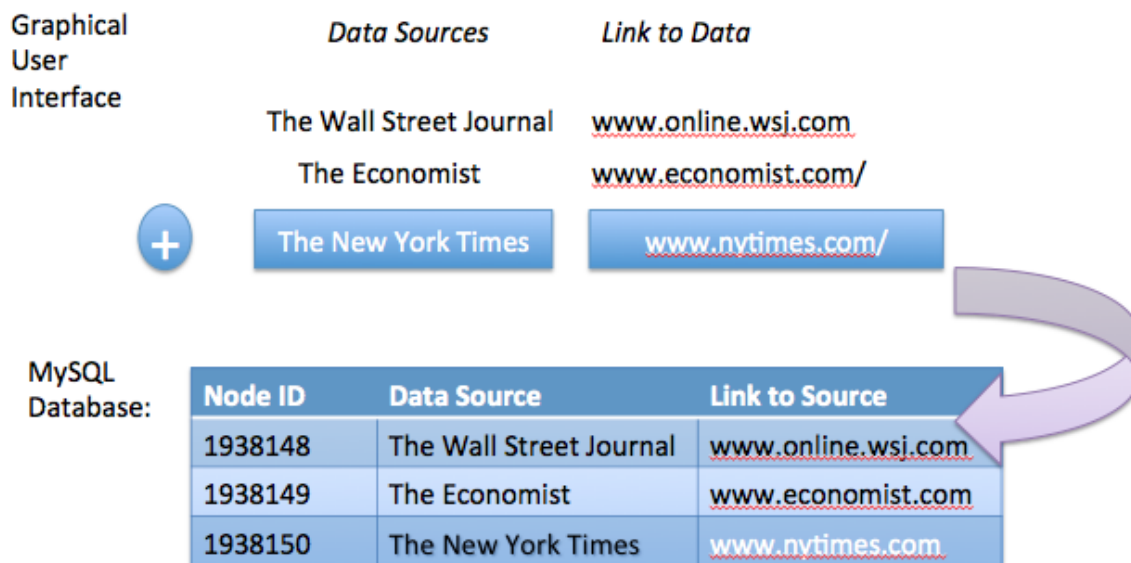 Graphical
User
Interface
Data Sources Link to Data
The Wall Street Journal www.online.wsj.com
The Economist www.economist.com/
+ The New York Times www.nytimes.com/
MySQL
Database:
Node ID Data Source Link to Source
1938148 The Wall Street Journal www.online.wsj.com
1938149 The Economist www.economist.com
1938150 The New York Times www.nytimes.com